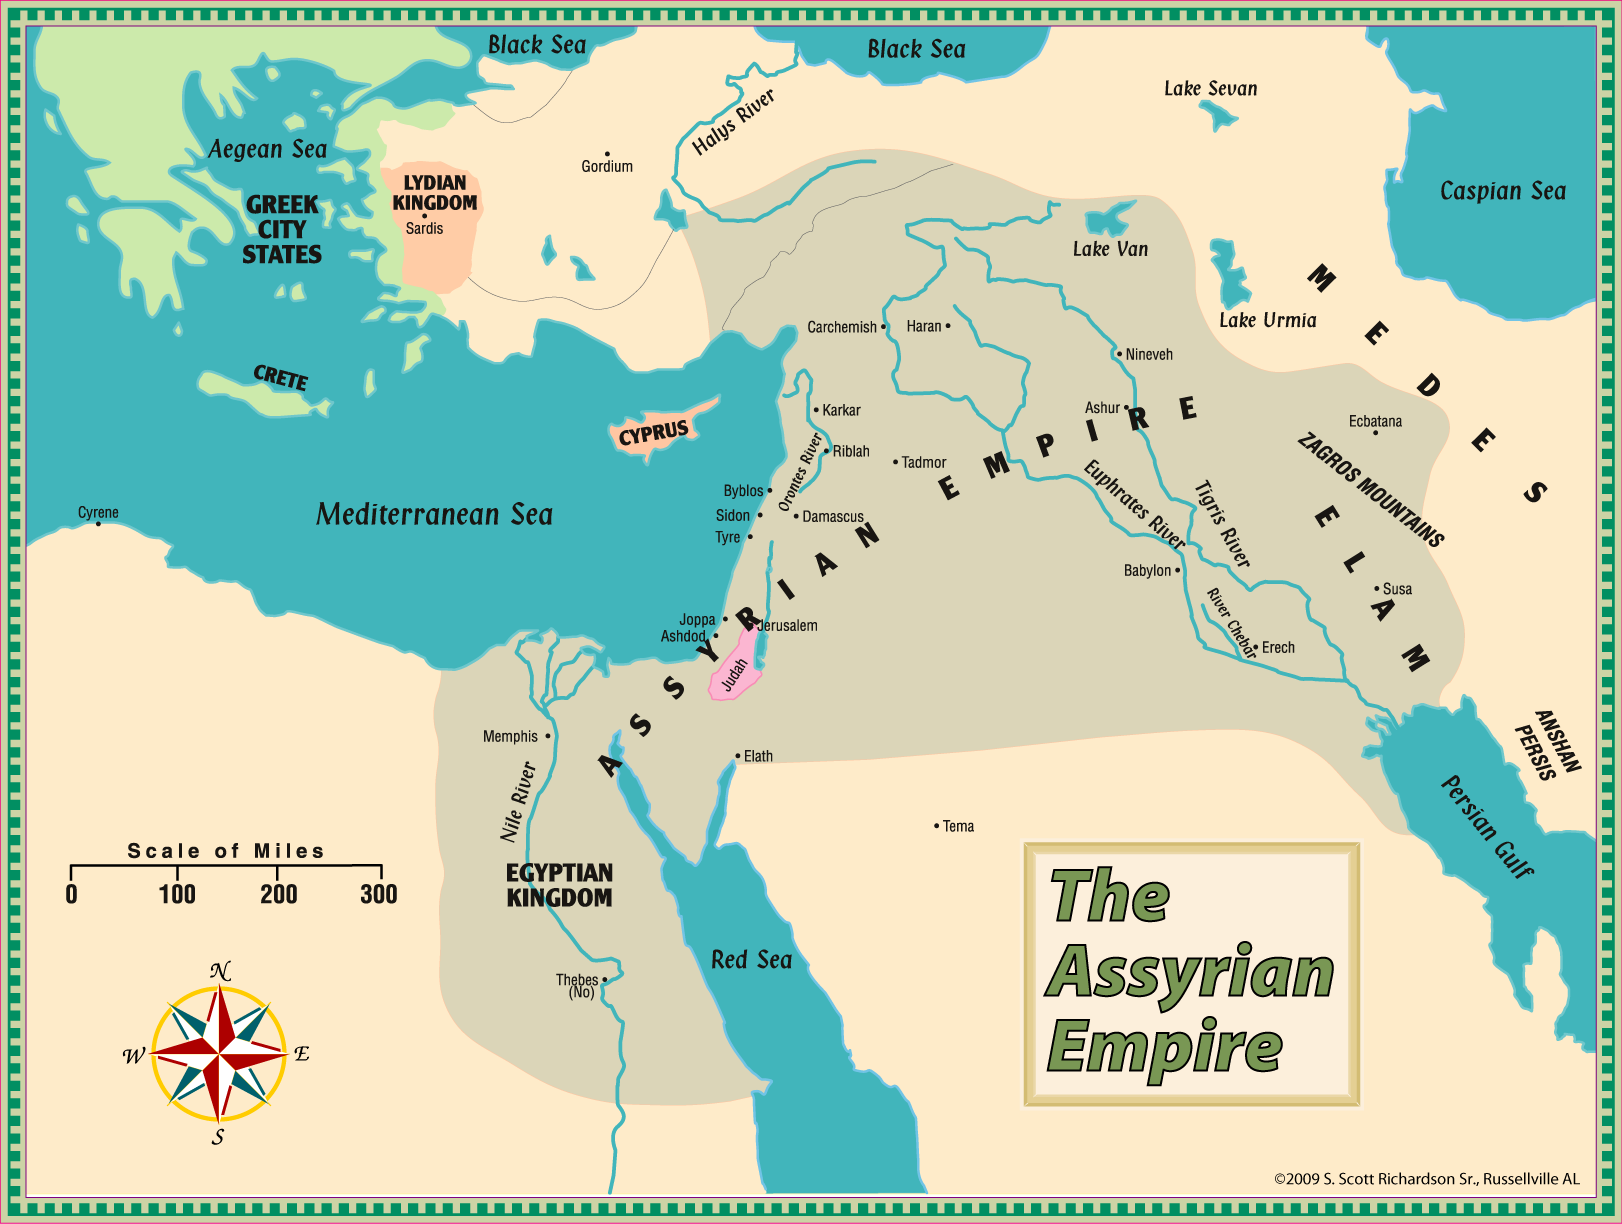 Black Sea
Black Sea
Lake Sevan
Halys River
Aegean Sea
Gordium
LYDIAN
KINGDOM
Sardis
GREEK
CITY
STATES
Caspian Sea
Lake Van
Lake Urmia
MEDES
Carchemish
Haran
Nineveh
CRETE
CYPRUS
Karkar
Ashur
Ecbatana
ZAGROS MOUNTAINS
Orontes River
Riblah
Tadmor
Byblos
Sidon
Damascus
Tyre
Mediterranean Sea
Cyrene
Euphrates River
Tigris River
ELAM
Babylon
Susa
River Chebar
Erech
Joppa
Jerusalem
Ashdod
Judah
ASSYRIAN EMPIRE
Memphis
Elath
Nile River
ANSHAN
PERSIS
Persian Gulf
Tema
Scale of Miles
0 100 200 300
EGYPTIAN
KINGDOM
Thebes
(No)
Red Sea
The
Assyrian
Empire
N
W E
S
©2009 S. Scott Richardson Sr., Russellville AL